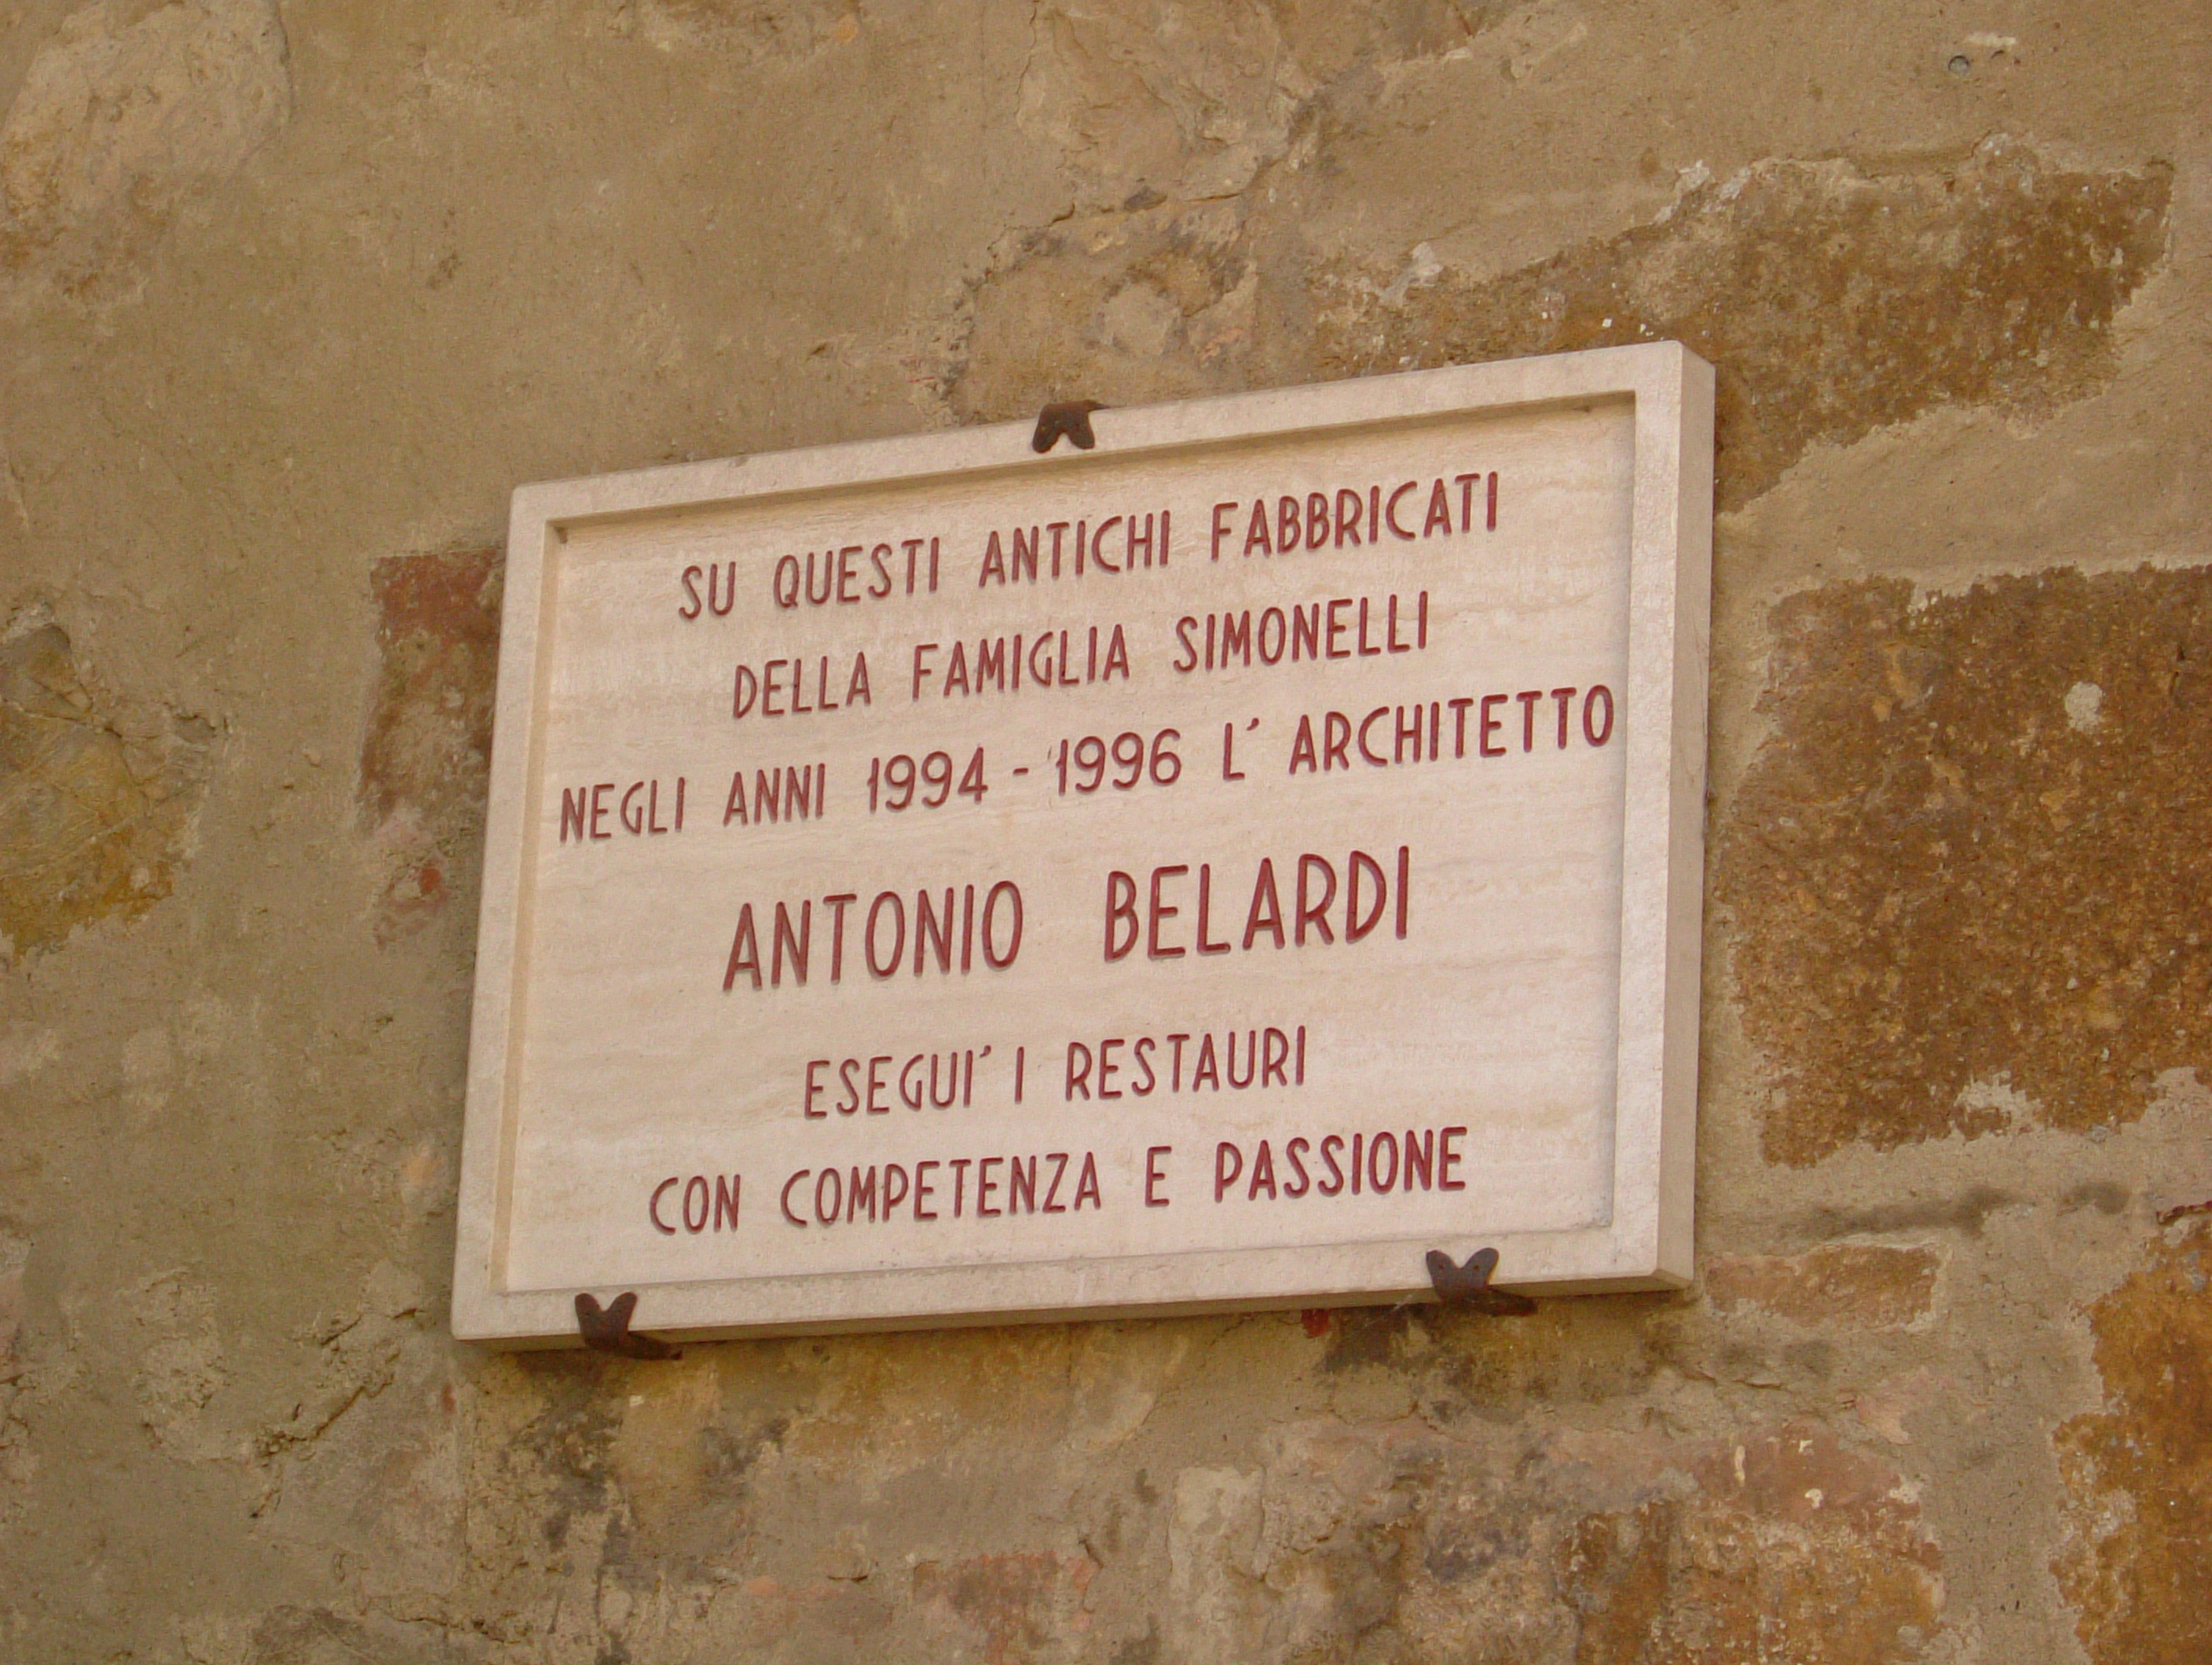 SU QUESTI ANTICHI FABBRICATI
DELLA FAMIGLIA SIMONELLI
NEGLI ANNI 1994 - 1996 L' ARCHITETTO
ANTONIO BELARDI
ESEGUI' I RESTAURI
CON COMPETENZA E PASSIONE